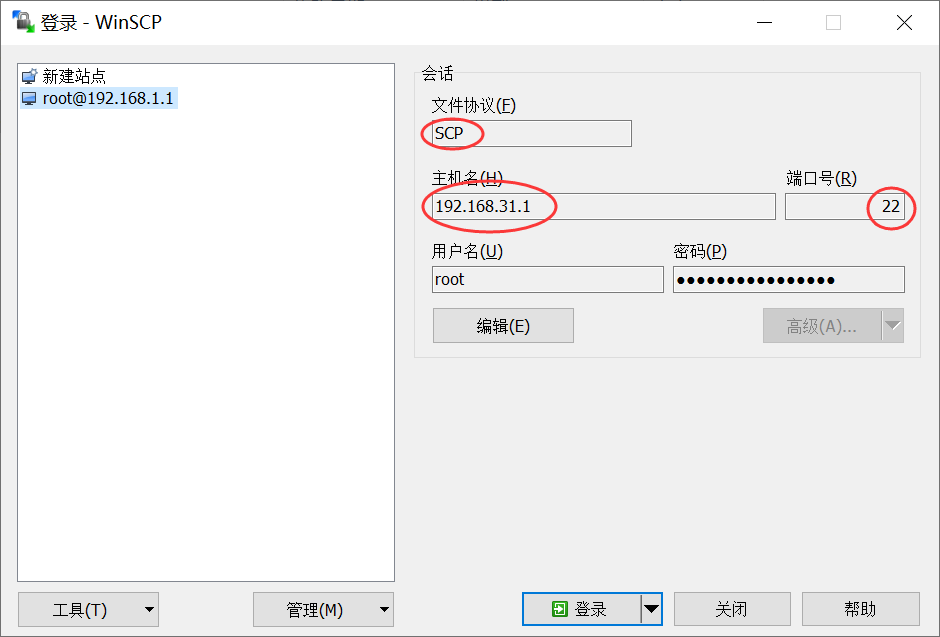 登录 - WinSCP
新建站点
root@192.168.1.1
会话
文件协议(F)
SCP
主机名(H) 端口号(R)
192.168.31.1 22
用户名(U) 密码(P)
root ●●●●●●●●●●●●●●●●
编辑(E) 高级(A)...
工具(T) 管理(M) 登录 关闭 帮助